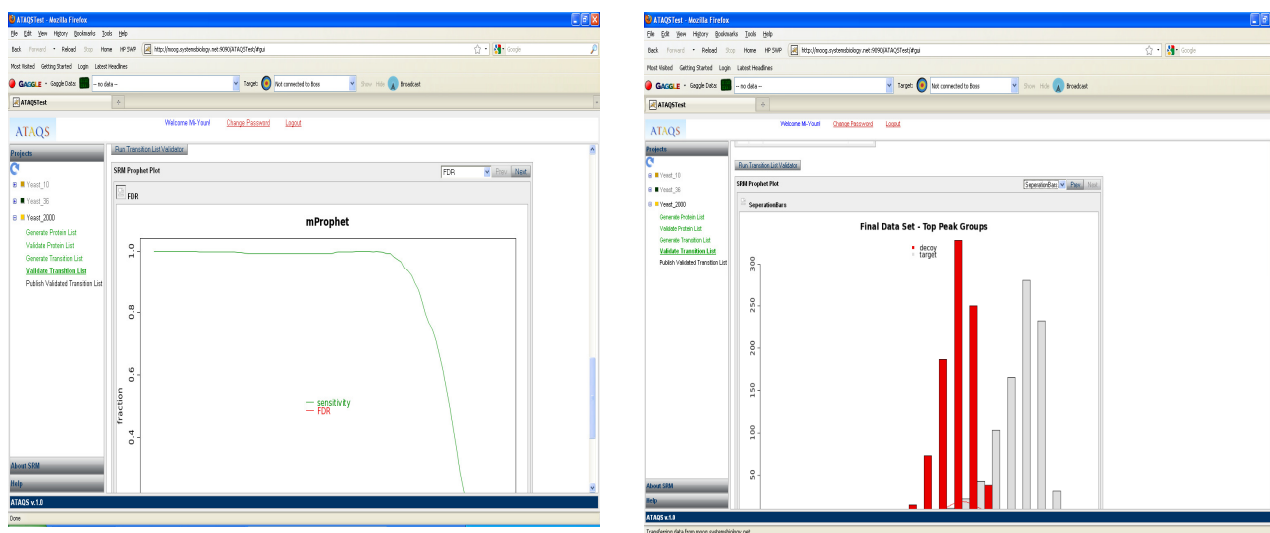 ATAQSTest - Mozilla Firefox
File Edit View History Bookmarks Tools Help
Back Forward Reload Stop Home HP SWP http://moog.systemsbiology.net:9090/ATAQSTest/#gui Google
Most Visited Getting Started Login Latest Headlines
GAGGLE - Gaggle Data: -- no data -- Target: Not connected to Boss Show Hide Broadcast
ATAQSTest
ATAQS
Welcome Mi-Youn! Change Password Logout
Projects
Yeast_10
Yeast_36
Yeast_2000
Generate Protein List
Validate Protein List
Generate Transition List
Validate Transition List
Publish Validated Transition List
About SRM
Help
Run Transition List Validator
SRM Prophet Plot FDR Prev Next
FDR
mProphet
fraction
1.0
0.8
0.6
0.4
sensitivity
FDR
ATAQS v.1.0
Done
ATAQSTest - Mozilla Firefox
File Edit View History Bookmarks Tools Help
Back Forward Reload Stop Home HP SWP http://moog.systemsbiology.net:9090/ATAQSTest/#gui Google
Most Visited Getting Started Login Latest Headlines
GAGGLE - Gaggle Data: -- no data -- Target: Not connected to Boss Show Hide Broadcast
ATAQSTest
ATAQS
Welcome Mi-Youn! Change Password Logout
Projects
Yeast_10
Yeast_36
Yeast_2000
Generate Protein List
Validate Protein List
Generate Transition List
Validate Transition List
Publish Validated Transition List
About SRM
Help
Run Transition List Validator
SRM Prophet Plot SeperationBars Prev Next
SeperationBars
Final Data Set - Top Peak Groups
decoy
target
300
250
200
150
100
50
ATAQS v.1.0
Transferring data from moog.systemsbiology.net